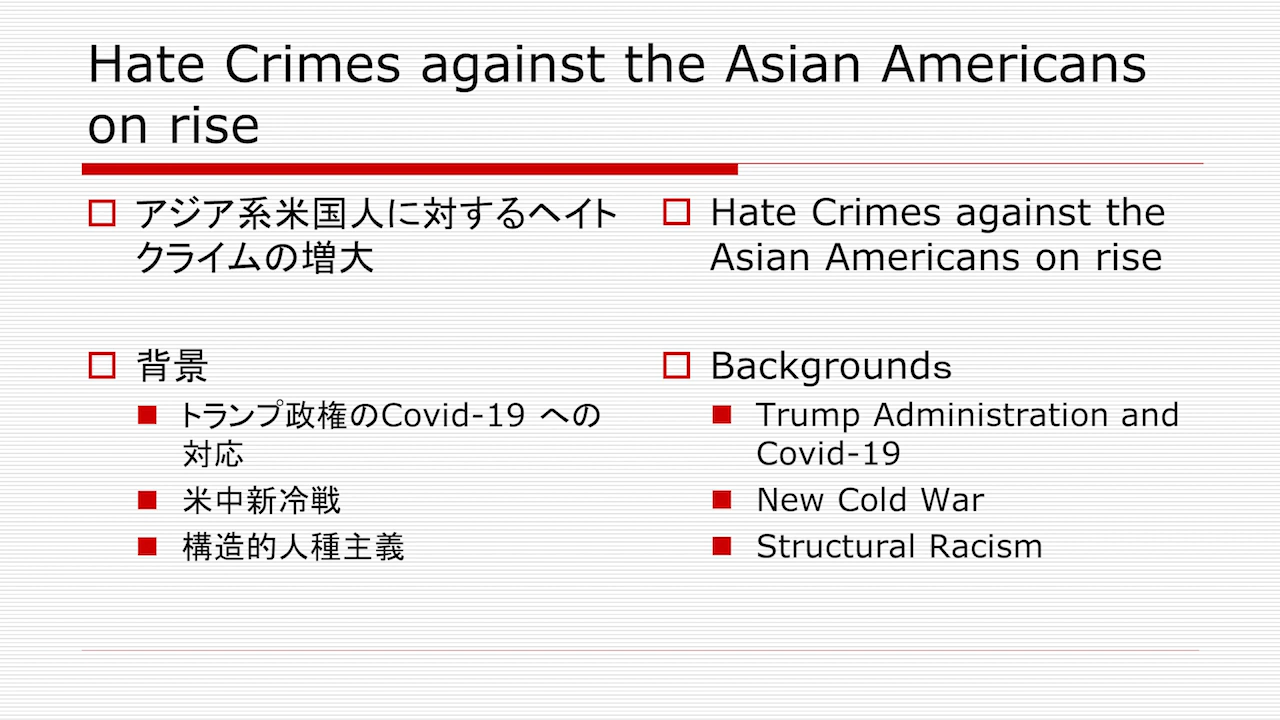 Hate Crimes against the Asian Americans
on rise
アジア系米国人に対するヘイト
クライムの増大
背景
トランプ政権のCovid-19 への
対応
米中新冷戦
構造的人種主義
Hate Crimes against the
Asian Americans on rise
Backgrounds
Trump Administration and
Covid-19
New Cold War
Structural Racism